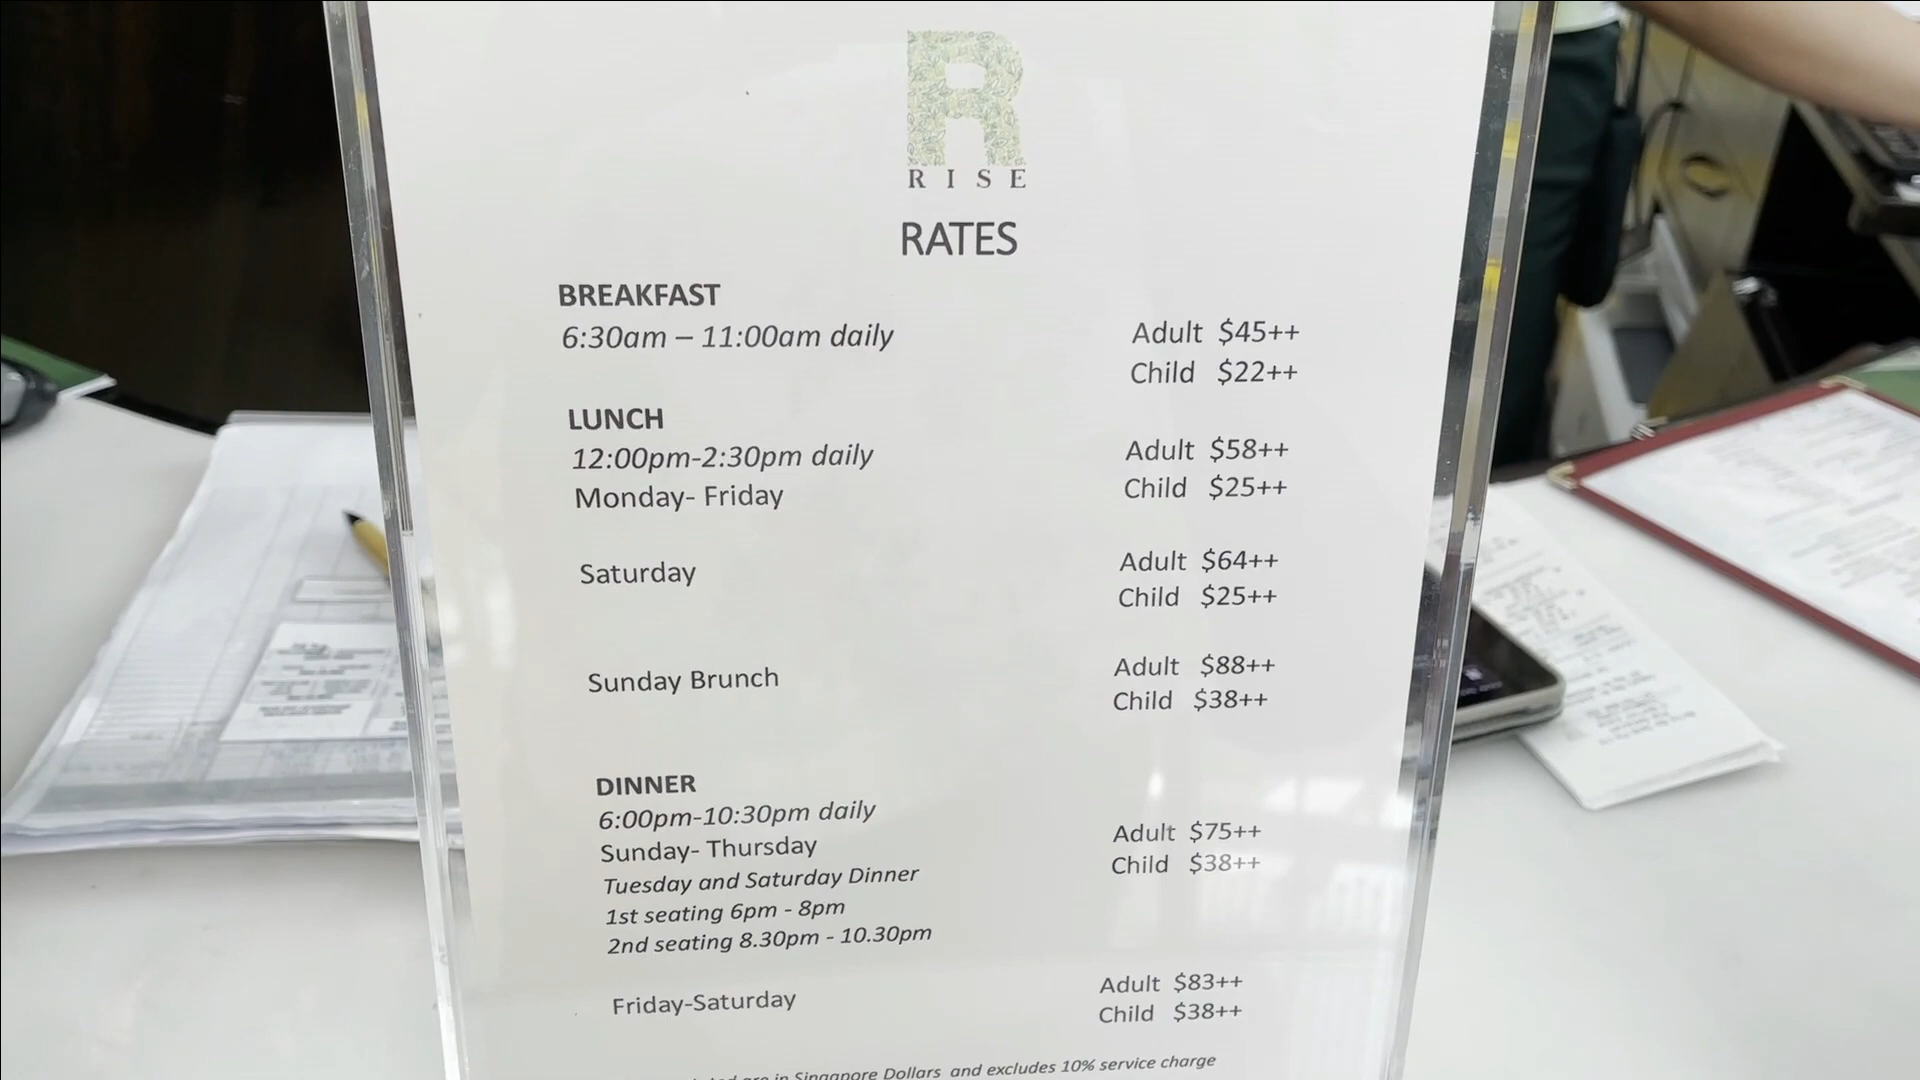 R
RISE
RATES
BREAKFAST
6:30am – 11:00am daily
Adult $45++
Child $22++
LUNCH
12:00pm-2:30pm daily
Monday- Friday
Adult $58++
Child $25++
Saturday
Adult $64++
Child $25++
Sunday Brunch
Adult $88++
Child $38++
DINNER
6:00pm-10:30pm daily
Sunday- Thursday
Adult $75++
Child $38++
Tuesday and Saturday Dinner
1st seating 6pm - 8pm
2nd seating 8.30pm - 10.30pm
Friday-Saturday
Adult $83++
Child $38++
are in Singapore Dollars and excludes 10% service charge